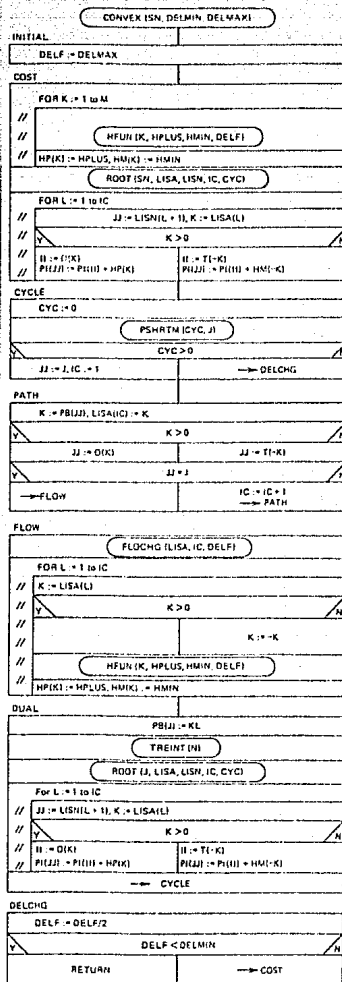 CONVEX (SN, DELMIN, DELMAX)
INITIAL
DELF := DELMAX
COST
FOR K := 1 to M
// HFUN (K, HPLUS, HMIN, DELF)
// HP(K) := HPLUS, HM(K) := HMIN
ROOT (SN, LISA, LISN, IC, CYC)
FOR L := 1 to IC
// JJ := LISN(L + 1), K := LISA(L)
// Y K > 0 N
// II := O(K) II := T(-K)
// PI(JJ) := PI(II) + HP(K) PI(JJ) := PI(II) + HM(-K)
CYCLE
CYC := 0
PSHRTM (CYC, J)
Y CYC > 0 N
JJ := J, IC := 1 → DELCHG
PATH
K := PB(JJ), LISA(IC) := K
Y K > 0 N
JJ := O(K) JJ := T(-K)
Y JJ = J N
→ FLOW IC := IC + 1
→ PATH
FLOW
FLOCHG (LISA, IC, DELF)
FOR L := 1 to IC
// K := LISA(L)
// Y K > 0 N
// K := -K
// HFUN (K, HPLUS, HMIN, DELF)
// HP(K) := HPLUS, HM(K) := HMIN
DUAL
PB(J) := KL
TREINT (N)
ROOT (J, LISA, LISN, IC, CYC)
For L := 1 to IC
// JJ := LISN(L + 1), K := LISA(L)
// Y K > 0 N
// II := O(K) II := T(-K)
// PI(JJ) := PI(II) + HP(K) PI(JJ) := PI(II) + HM(-K)
→ CYCLE
DELCHG
DELF := DELF/2
Y DELF < DELMIN N
RETURN → COST